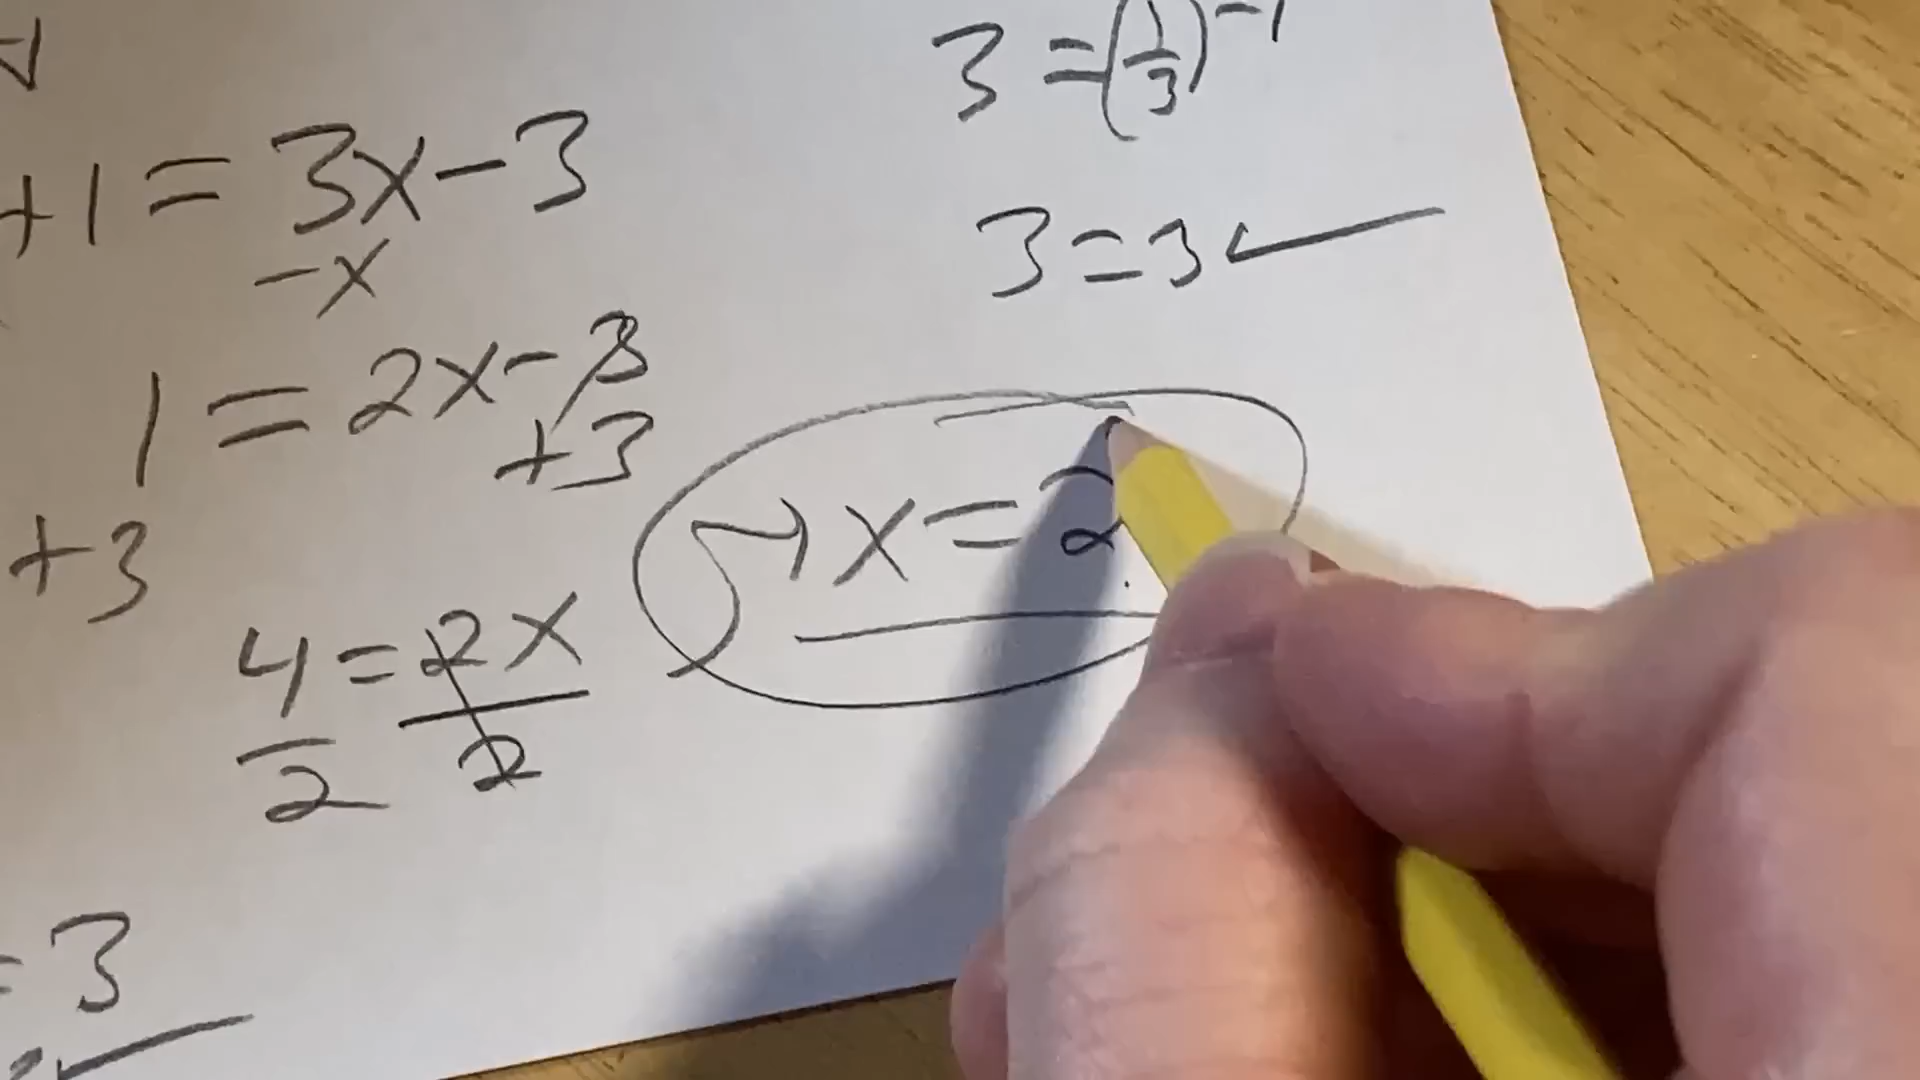 +1 = 3x - 3
-x
1 = 2x - 3
+3 +3
4 = 2x
2 2
= 3
3 = (1/3)^-1
3 = 3 ✓
x = 2